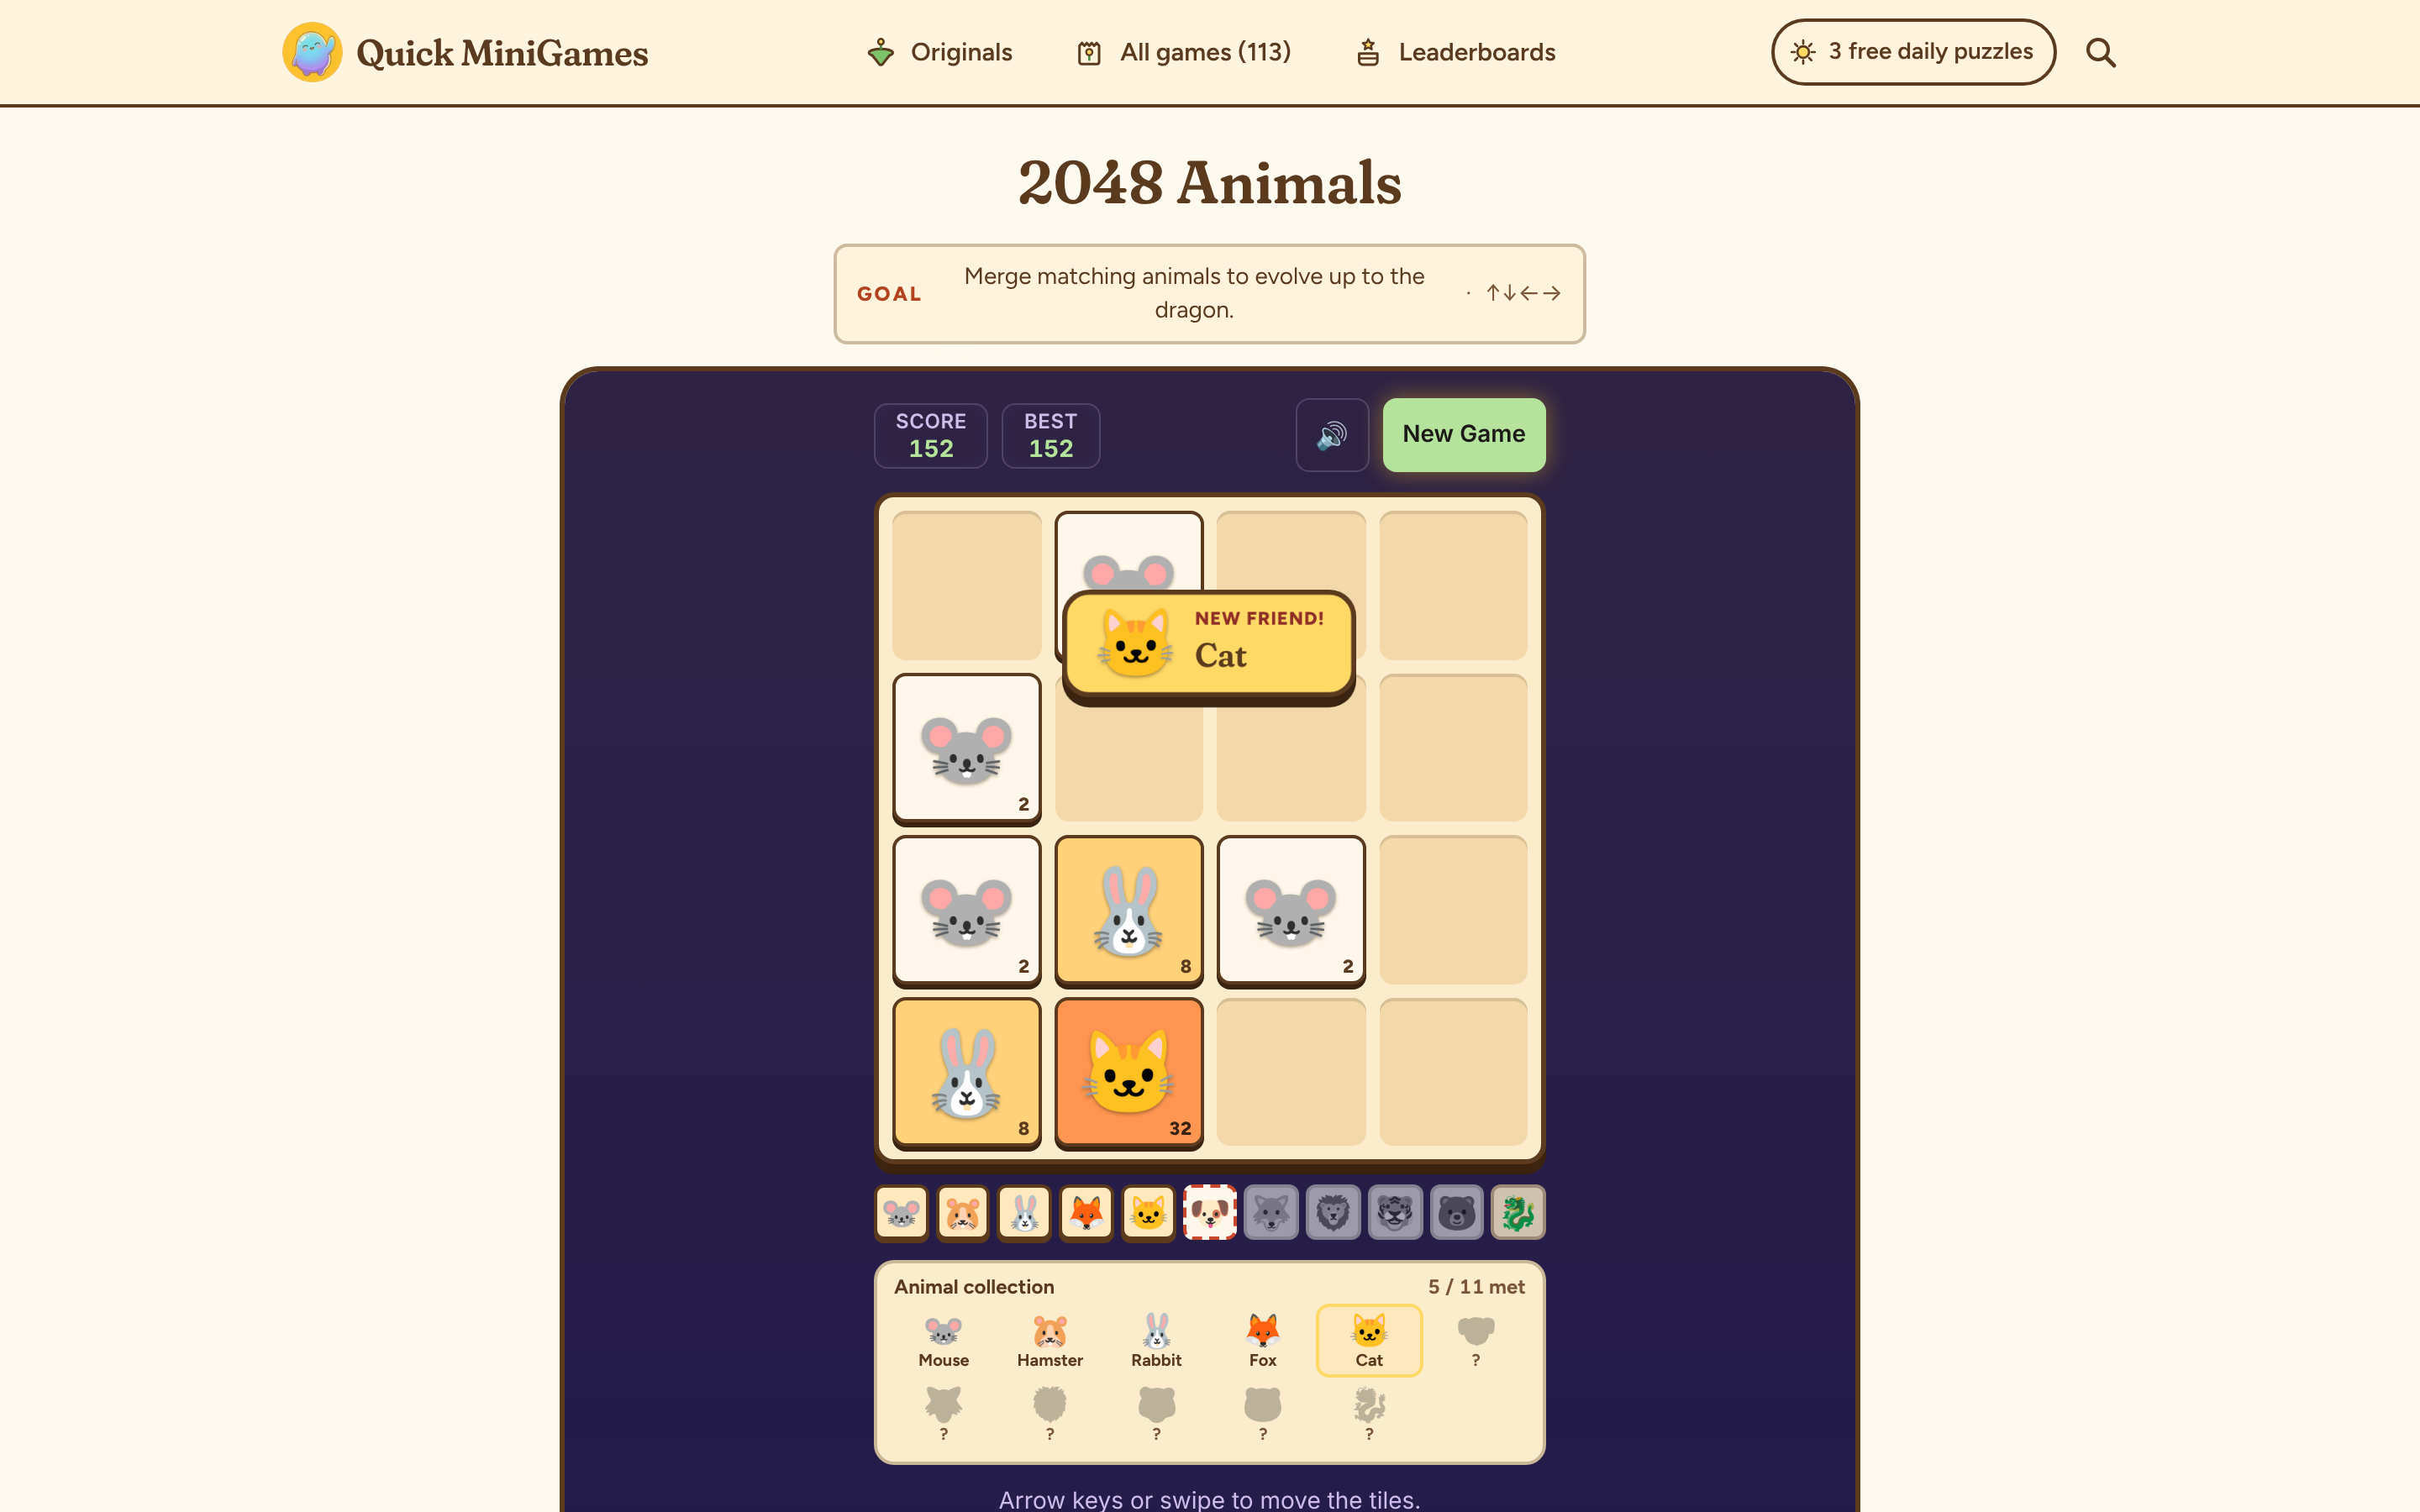 Quick MiniGames
Originals
All games (113)
Leaderboards
3 free daily puzzles
2048 Animals
GOAL
Merge matching animals to evolve up to the
dragon.
· ↑↓←→
SCORE
152
BEST
152
New Game
NEW FRIEND!
Cat
2
2
8
2
8
32
Animal collection
5 / 11 met
Mouse
Hamster
Rabbit
Fox
Cat
?
?
?
?
?
?
Arrow keys or swipe to move the tiles.